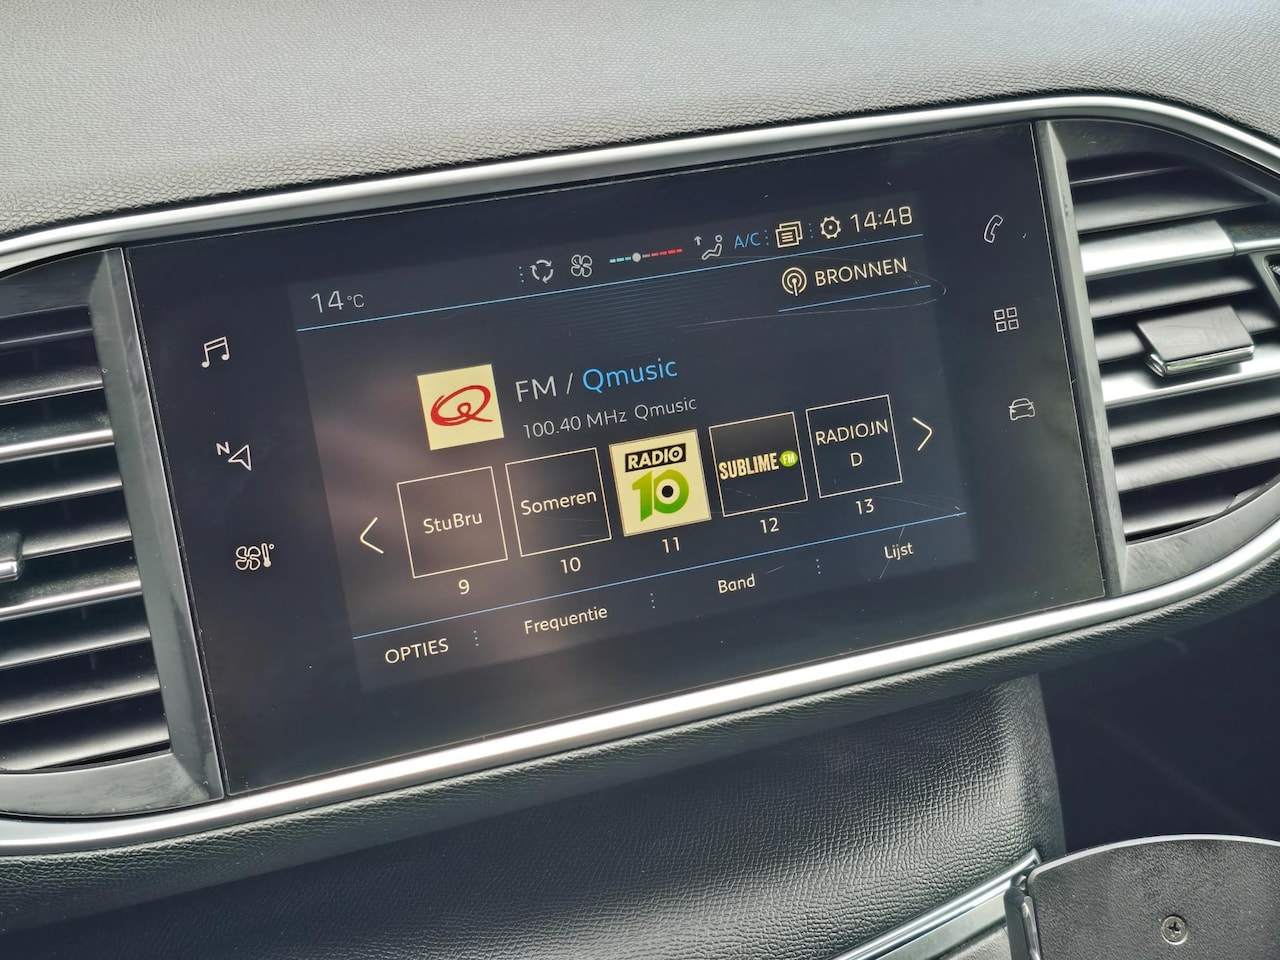 14°C
A/C
14:48
BRONNEN
FM / Qmusic
100.40 MHz Qmusic
N
StuBru
Someren
RADIO
10
SUBLIME FM
RADIOJN
D
9
10
11
12
13
OPTIES
Frequentie
Band
Lijst